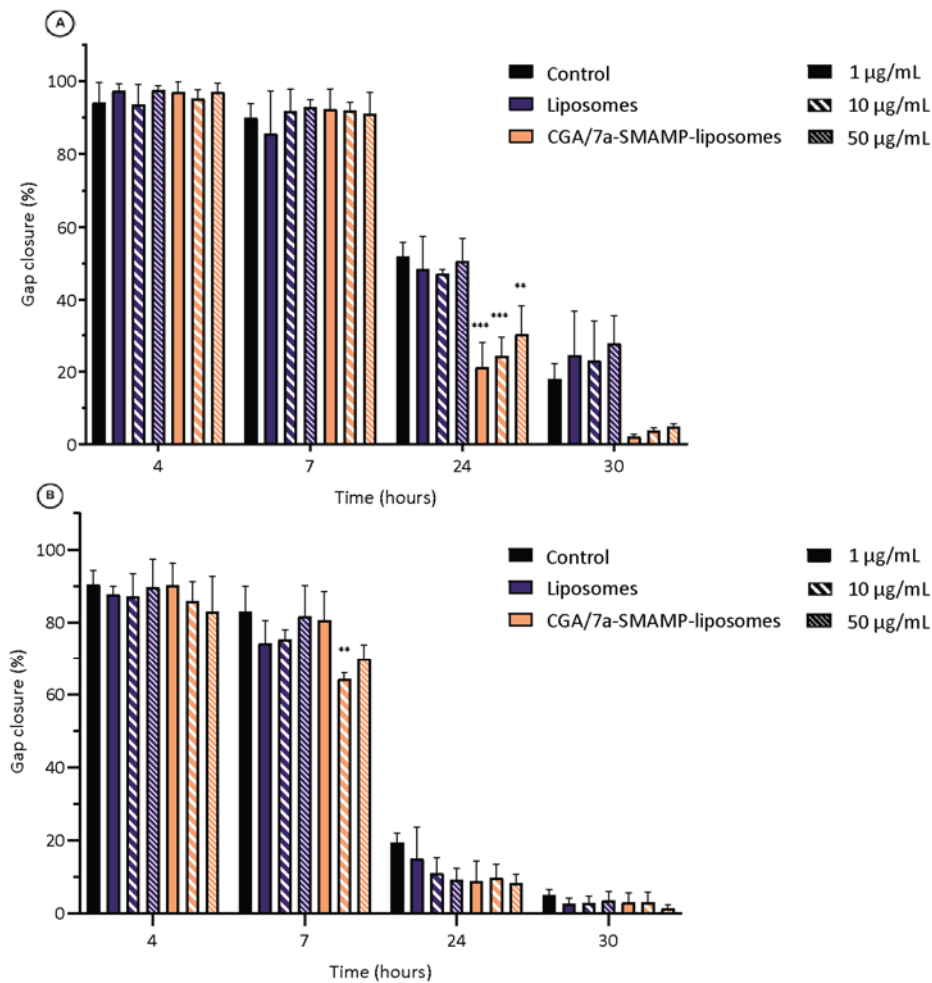 A
Gap closure (%)
100
80
60
40
20
0
Control
Liposomes
CGA/7a-SMAMP-liposomes
1 µg/mL
10 µg/mL
50 µg/mL
***
***
**
4 7 24 30
Time (hours)
B
Gap closure (%)
100
80
60
40
20
0
Control
Liposomes
CGA/7a-SMAMP-liposomes
1 µg/mL
10 µg/mL
50 µg/mL
**
4 7 24 30
Time (hours)